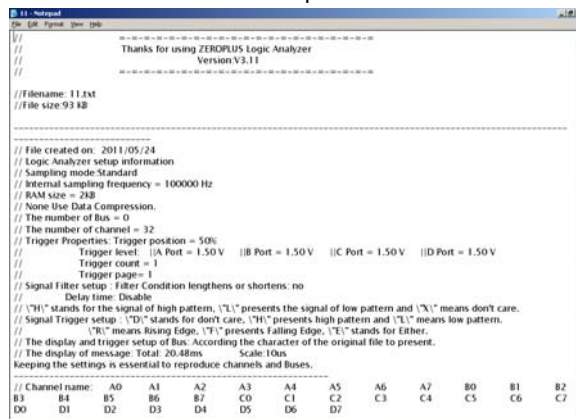 11 - Notepad
File Edit Format View Help
// =-=-=-=-=-=-=-=-=-=-=-=-=-=-=-=-=-=-=-=-=-=
// Thanks for using ZEROPLUS Logic Analyzer
// Version:V3.11
// =-=-=-=-=-=-=-=-=-=-=-=-=-=-=-=-=-=-=-=-=-=
//Filename: 11.txt
//File size:93 KB
// File created on: 2011/05/24
// Logic Analyzer setup information
// Sampling mode:Standard
// Internal sampling frequency = 100000 Hz
// RAM size = 2KB
// None Use Data Compression.
// The number of Bus = 0
// The number of channel = 32
// Trigger Properties: Trigger position = 50%
// Trigger level: ||A Port = 1.50 V ||B Port = 1.50 V ||C Port = 1.50 V ||D Port = 1.50 V
// Trigger count = 1
// Trigger page= 1
// Signal Filter setup : Filter Condition lengthens or shortens: no
// Delay time: Disable
// \"H\" stands for the signal of high pattern, \"L\" presents the signal of low pattern and \"X\" means don't care.
// Signal Trigger setup : \"D\" stands for don't care, \"H\" presents high pattern and \"L\" means low pattern.
// \"R\" means Rising Edge, \"F\" presents Falling Edge, \"E\" stands for Either.
// The display and trigger setup of Bus: According the character of the original file to present.
// The display of message: Total: 20.48ms Scale:10us
Keeping the settings is essential to reproduce channels and Buses.
// Channel name: A0 A1 A2 A3 A4 A5 A6 A7 B0 B1 B2
B3 B4 B5 B6 B7 C0 C1 C2 C3 C4 C5 C6 C7
D0 D1 D2 D3 D4 D5 D6 D7